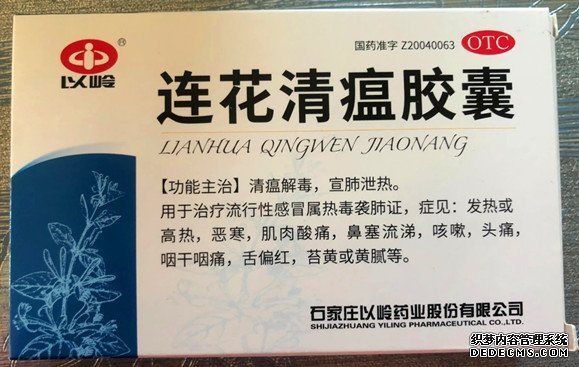 国药准字 Z20040063 OTC
以岭 ®
连花清瘟胶囊
LIANHUA QINGWEN JIAONANG
【功能主治】清瘟解毒，宣肺泄热。
用于治疗流行性感冒属热毒袭肺证，症见：发热或
高热，恶寒，肌肉酸痛，鼻塞流涕，咳嗽，头痛，
咽干咽痛，舌偏红，苔黄或黄腻等。
石家庄以岭药业股份有限公司
SHIJIAZHUANG YILING PHARMACEUTICAL CO.,LTD.
织梦内容管理系统
DEDECMS.COM